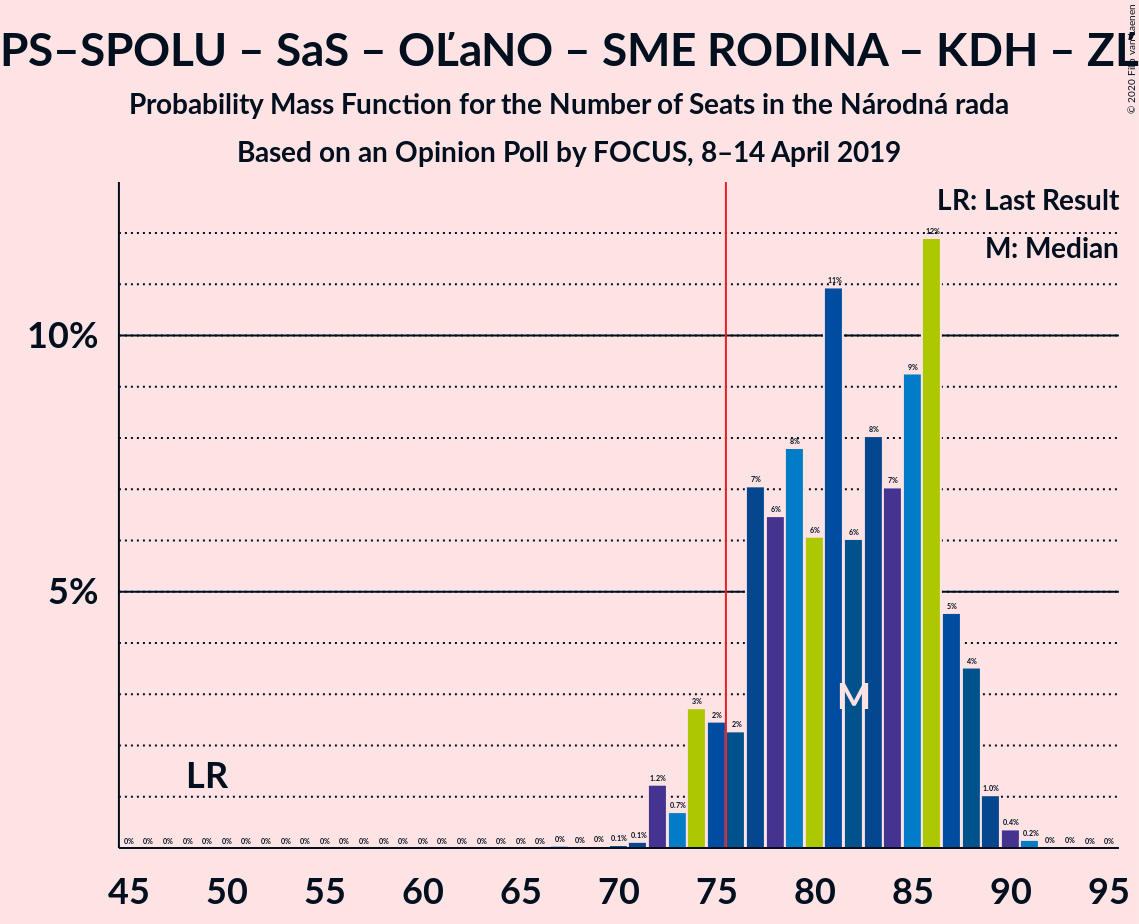 PS–SPOLU – SaS – OĽaNO – SME RODINA – KDH – ZĽ
Probability Mass Function for the Number of Seats in the Národná rada
Based on an Opinion Poll by FOCUS, 8–14 April 2019
© 2020 Filip van Laenen
LR: Last Result
M: Median
10%
5%
LR
M
0% 0% 0% 0% 0% 0% 0% 0% 0% 0% 0% 0% 0% 0% 0% 0% 0% 0% 0% 0% 0% 0% 0% 0% 0% 0.1% 0.1% 1.2% 0.7% 3% 2% 2% 7% 6% 8% 6% 11% 6% 8% 7% 9% 12% 5% 4% 1.0% 0.4% 0.2% 0% 0% 0% 0%
45 50 55 60 65 70 75 80 85 90 95